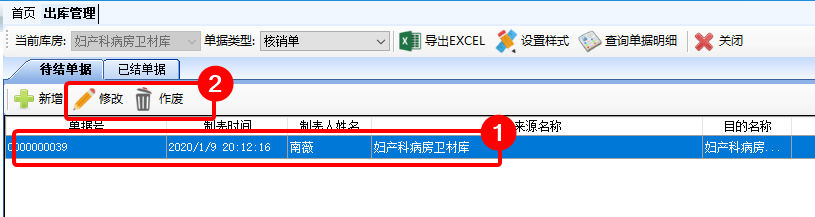 首页 出库管理
当前库房: 妇产科病房卫材库 单据类型: 核销单 导出EXCEL 设置样式 查询单据明细 关闭
待结单据 已结单据
新增 修改 作废 2
单据号 制表时间 制表人姓名 来源名称 目的名称
1
0000000039 2020/1/9 20:12:16 南薇 妇产科病房卫材库 妇产科病房...